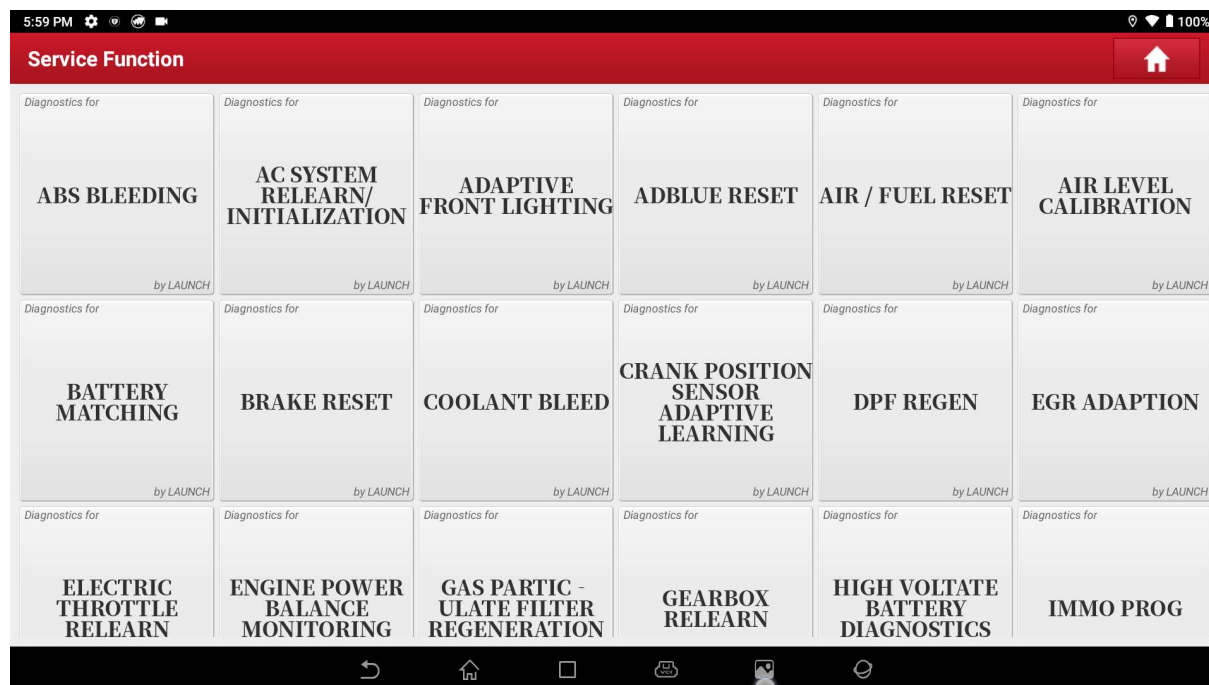 5:59 PM
100%
Service Function
Diagnostics for
ABS BLEEDING
by LAUNCH
Diagnostics for
AC SYSTEM
RELEARN/
INITIALIZATION
by LAUNCH
Diagnostics for
ADAPTIVE
FRONT LIGHTING
by LAUNCH
Diagnostics for
ADBLUE RESET
by LAUNCH
Diagnostics for
AIR / FUEL RESET
by LAUNCH
Diagnostics for
AIR LEVEL
CALIBRATION
by LAUNCH
Diagnostics for
BATTERY
MATCHING
by LAUNCH
Diagnostics for
BRAKE RESET
by LAUNCH
Diagnostics for
COOLANT BLEED
by LAUNCH
Diagnostics for
CRANK POSITION
SENSOR
ADAPTIVE
LEARNING
by LAUNCH
Diagnostics for
DPF REGEN
by LAUNCH
Diagnostics for
EGR ADAPTION
by LAUNCH
Diagnostics for
ELECTRIC
THROTTLE
RELEARN
Diagnostics for
ENGINE POWER
BALANCE
MONITORING
Diagnostics for
GAS PARTIC -
ULATE FILTER
REGENERATION
Diagnostics for
GEARBOX
RELEARN
Diagnostics for
HIGH VOLTATE
BATTERY
DIAGNOSTICS
Diagnostics for
IMMO PROG
VCI